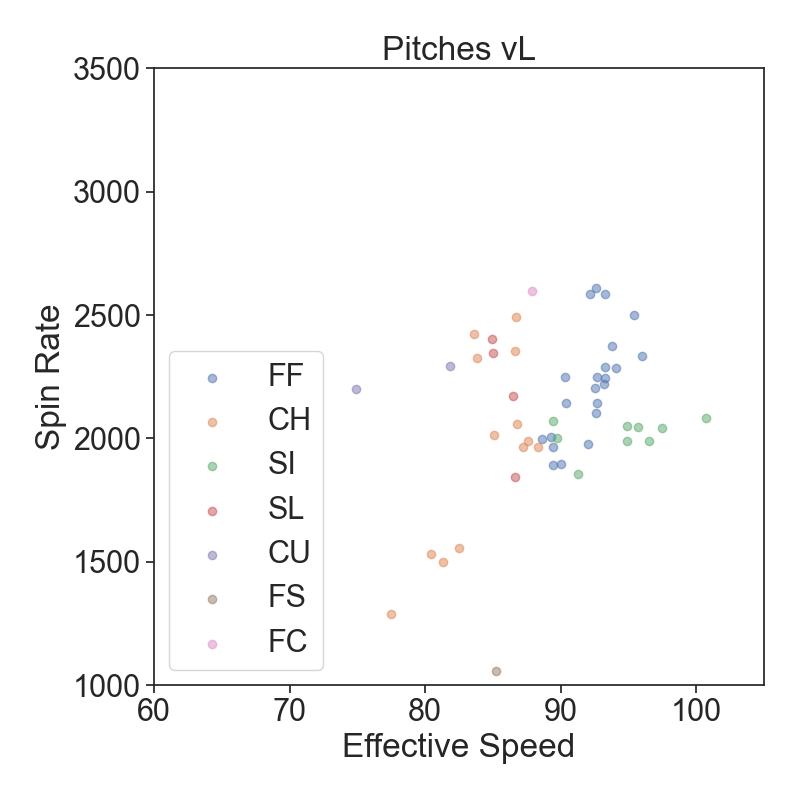 Pitches vL
3500
3000
2500
2000
1500
1000
Spin Rate
FF
CH
SI
SL
CU
FS
FC
60 70 80 90 100
Effective Speed